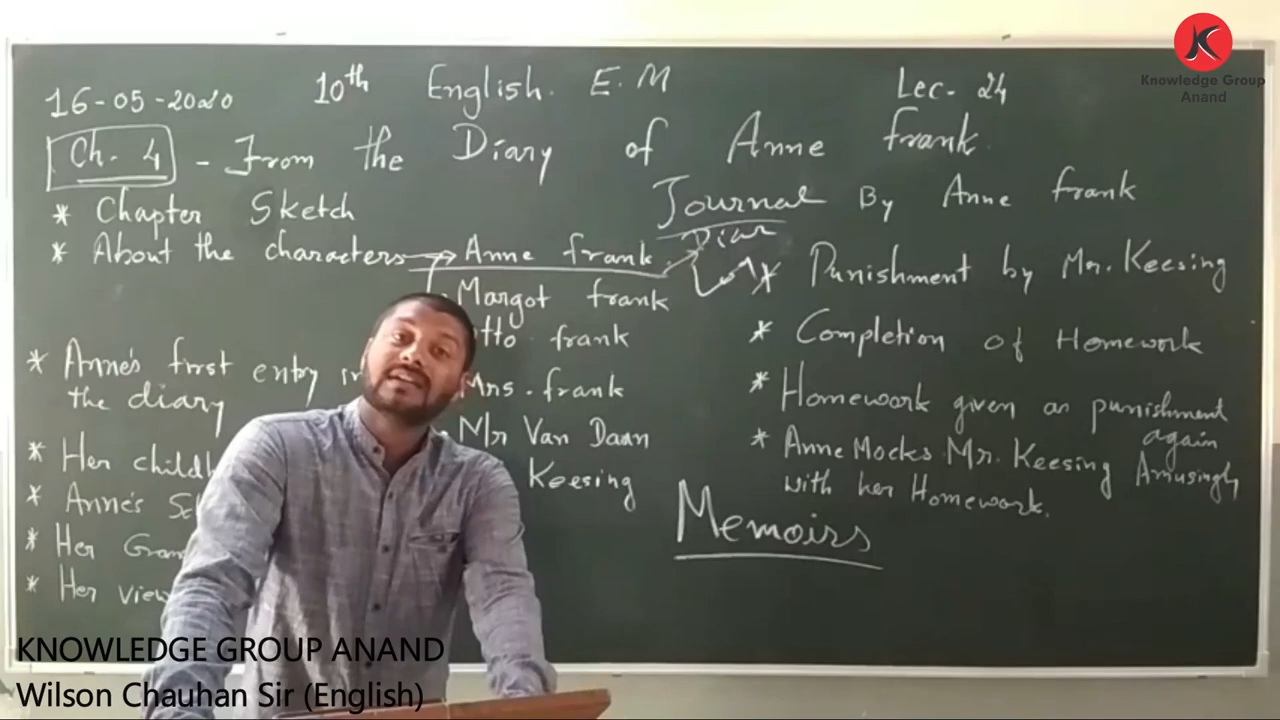 16-05-2020 10th English. E.M Lec- 24
Ch. 4 - From the Diary of Anne frank.
Journal By Anne frank
* Chapter Sketch
* About the characters → Anne frank.
Margot frank
otto frank
Mrs. frank
Mr Van Daan
Keesing
* Anne's first entry in
the diary
* Her
* Anne's
* Her
* Her
* Punishment by Mr. Keesing
* Completion of Homework
* Homework given as punishment
again
* Anne Mocks Mr. Keesing Amusingly
with her Homework.
Memoirs
Knowledge Group
Anand
KNOWLEDGE GROUP ANAND
Wilson Chauhan Sir (English)